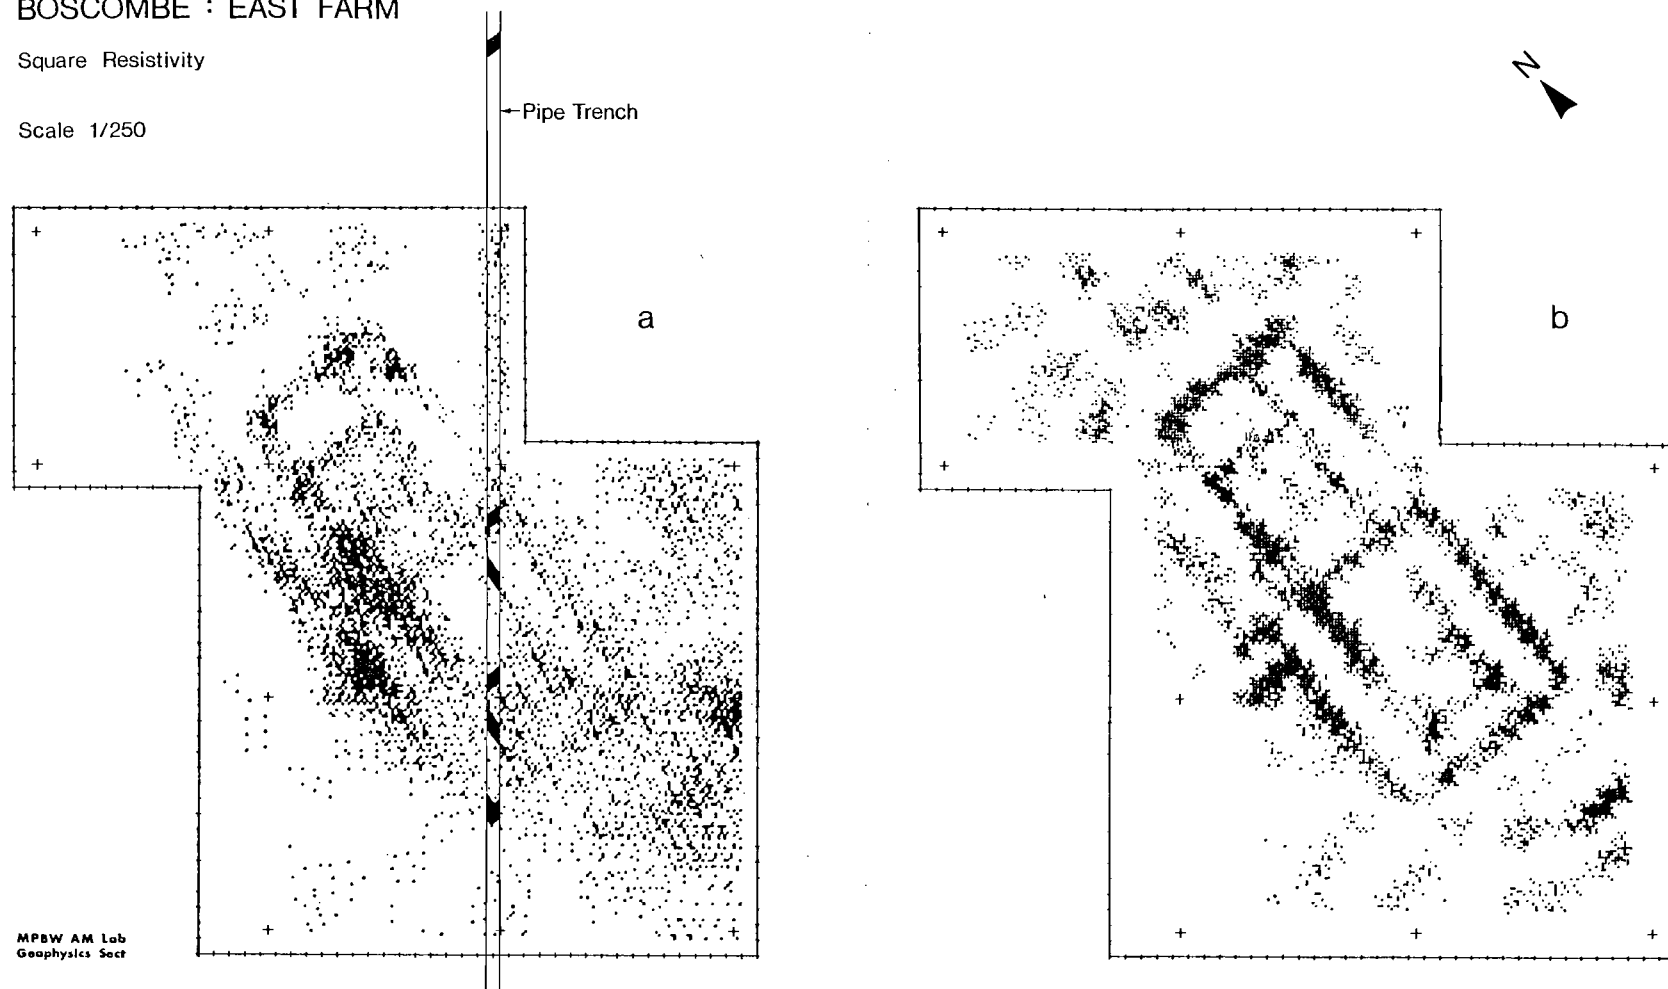 BOSCOMBE : EAST FARM
Square Resistivity
Scale 1/250
Pipe Trench
N
a
b
MPBW AM Lab
Geophysics Sect